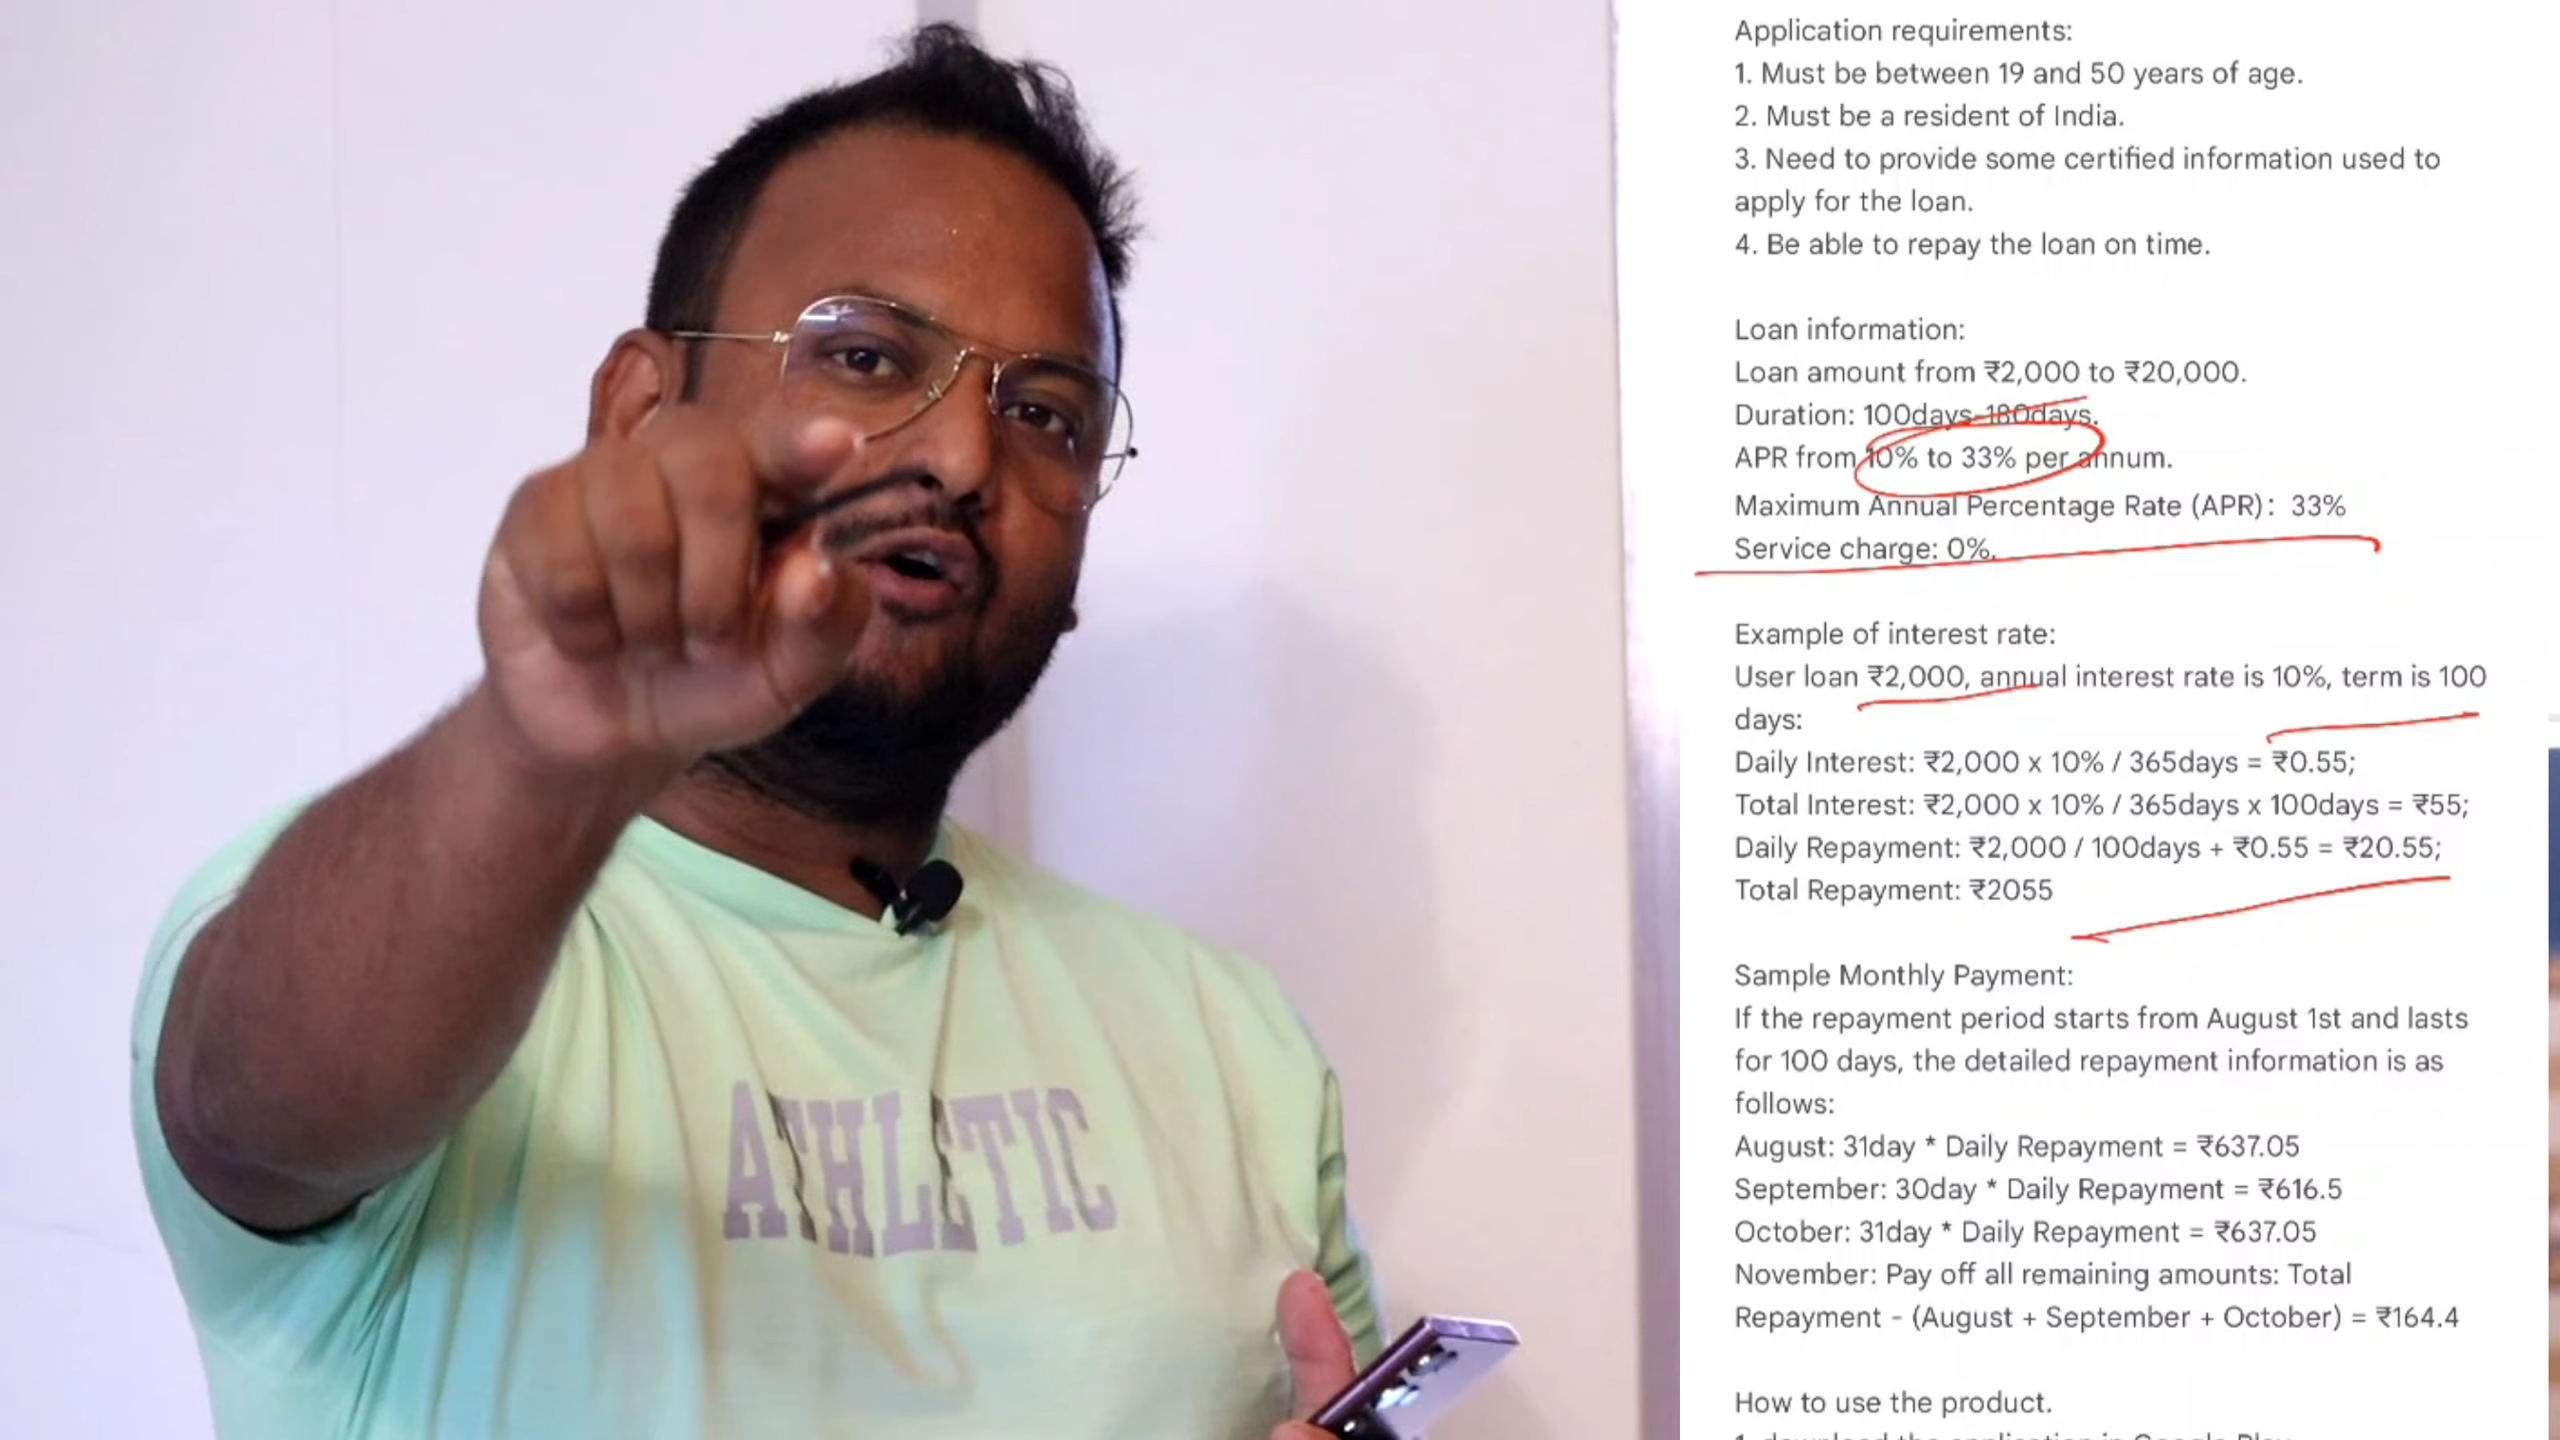 ATHLETIC
Application requirements:
1. Must be between 19 and 50 years of age.
2. Must be a resident of India.
3. Need to provide some certified information used to
apply for the loan.
4. Be able to repay the loan on time.
Loan information:
Loan amount from ₹2,000 to ₹20,000.
Duration: 100days-180days.
APR from 10% to 33% per annum.
Maximum Annual Percentage Rate (APR): 33%
Service charge: 0%.
Example of interest rate:
User loan ₹2,000, annual interest rate is 10%, term is 100
days:
Daily Interest: ₹2,000 x 10% / 365days = ₹0.55;
Total Interest: ₹2,000 x 10% / 365days x 100days = ₹55;
Daily Repayment: ₹2,000 / 100days + ₹0.55 = ₹20.55;
Total Repayment: ₹2055
Sample Monthly Payment:
If the repayment period starts from August 1st and lasts
for 100 days, the detailed repayment information is as
follows:
August: 31day * Daily Repayment = ₹637.05
September: 30day * Daily Repayment = ₹616.5
October: 31day * Daily Repayment = ₹637.05
November: Pay off all remaining amounts: Total
Repayment - (August + September + October) = ₹164.4
How to use the product.
1. download the application in Google Play